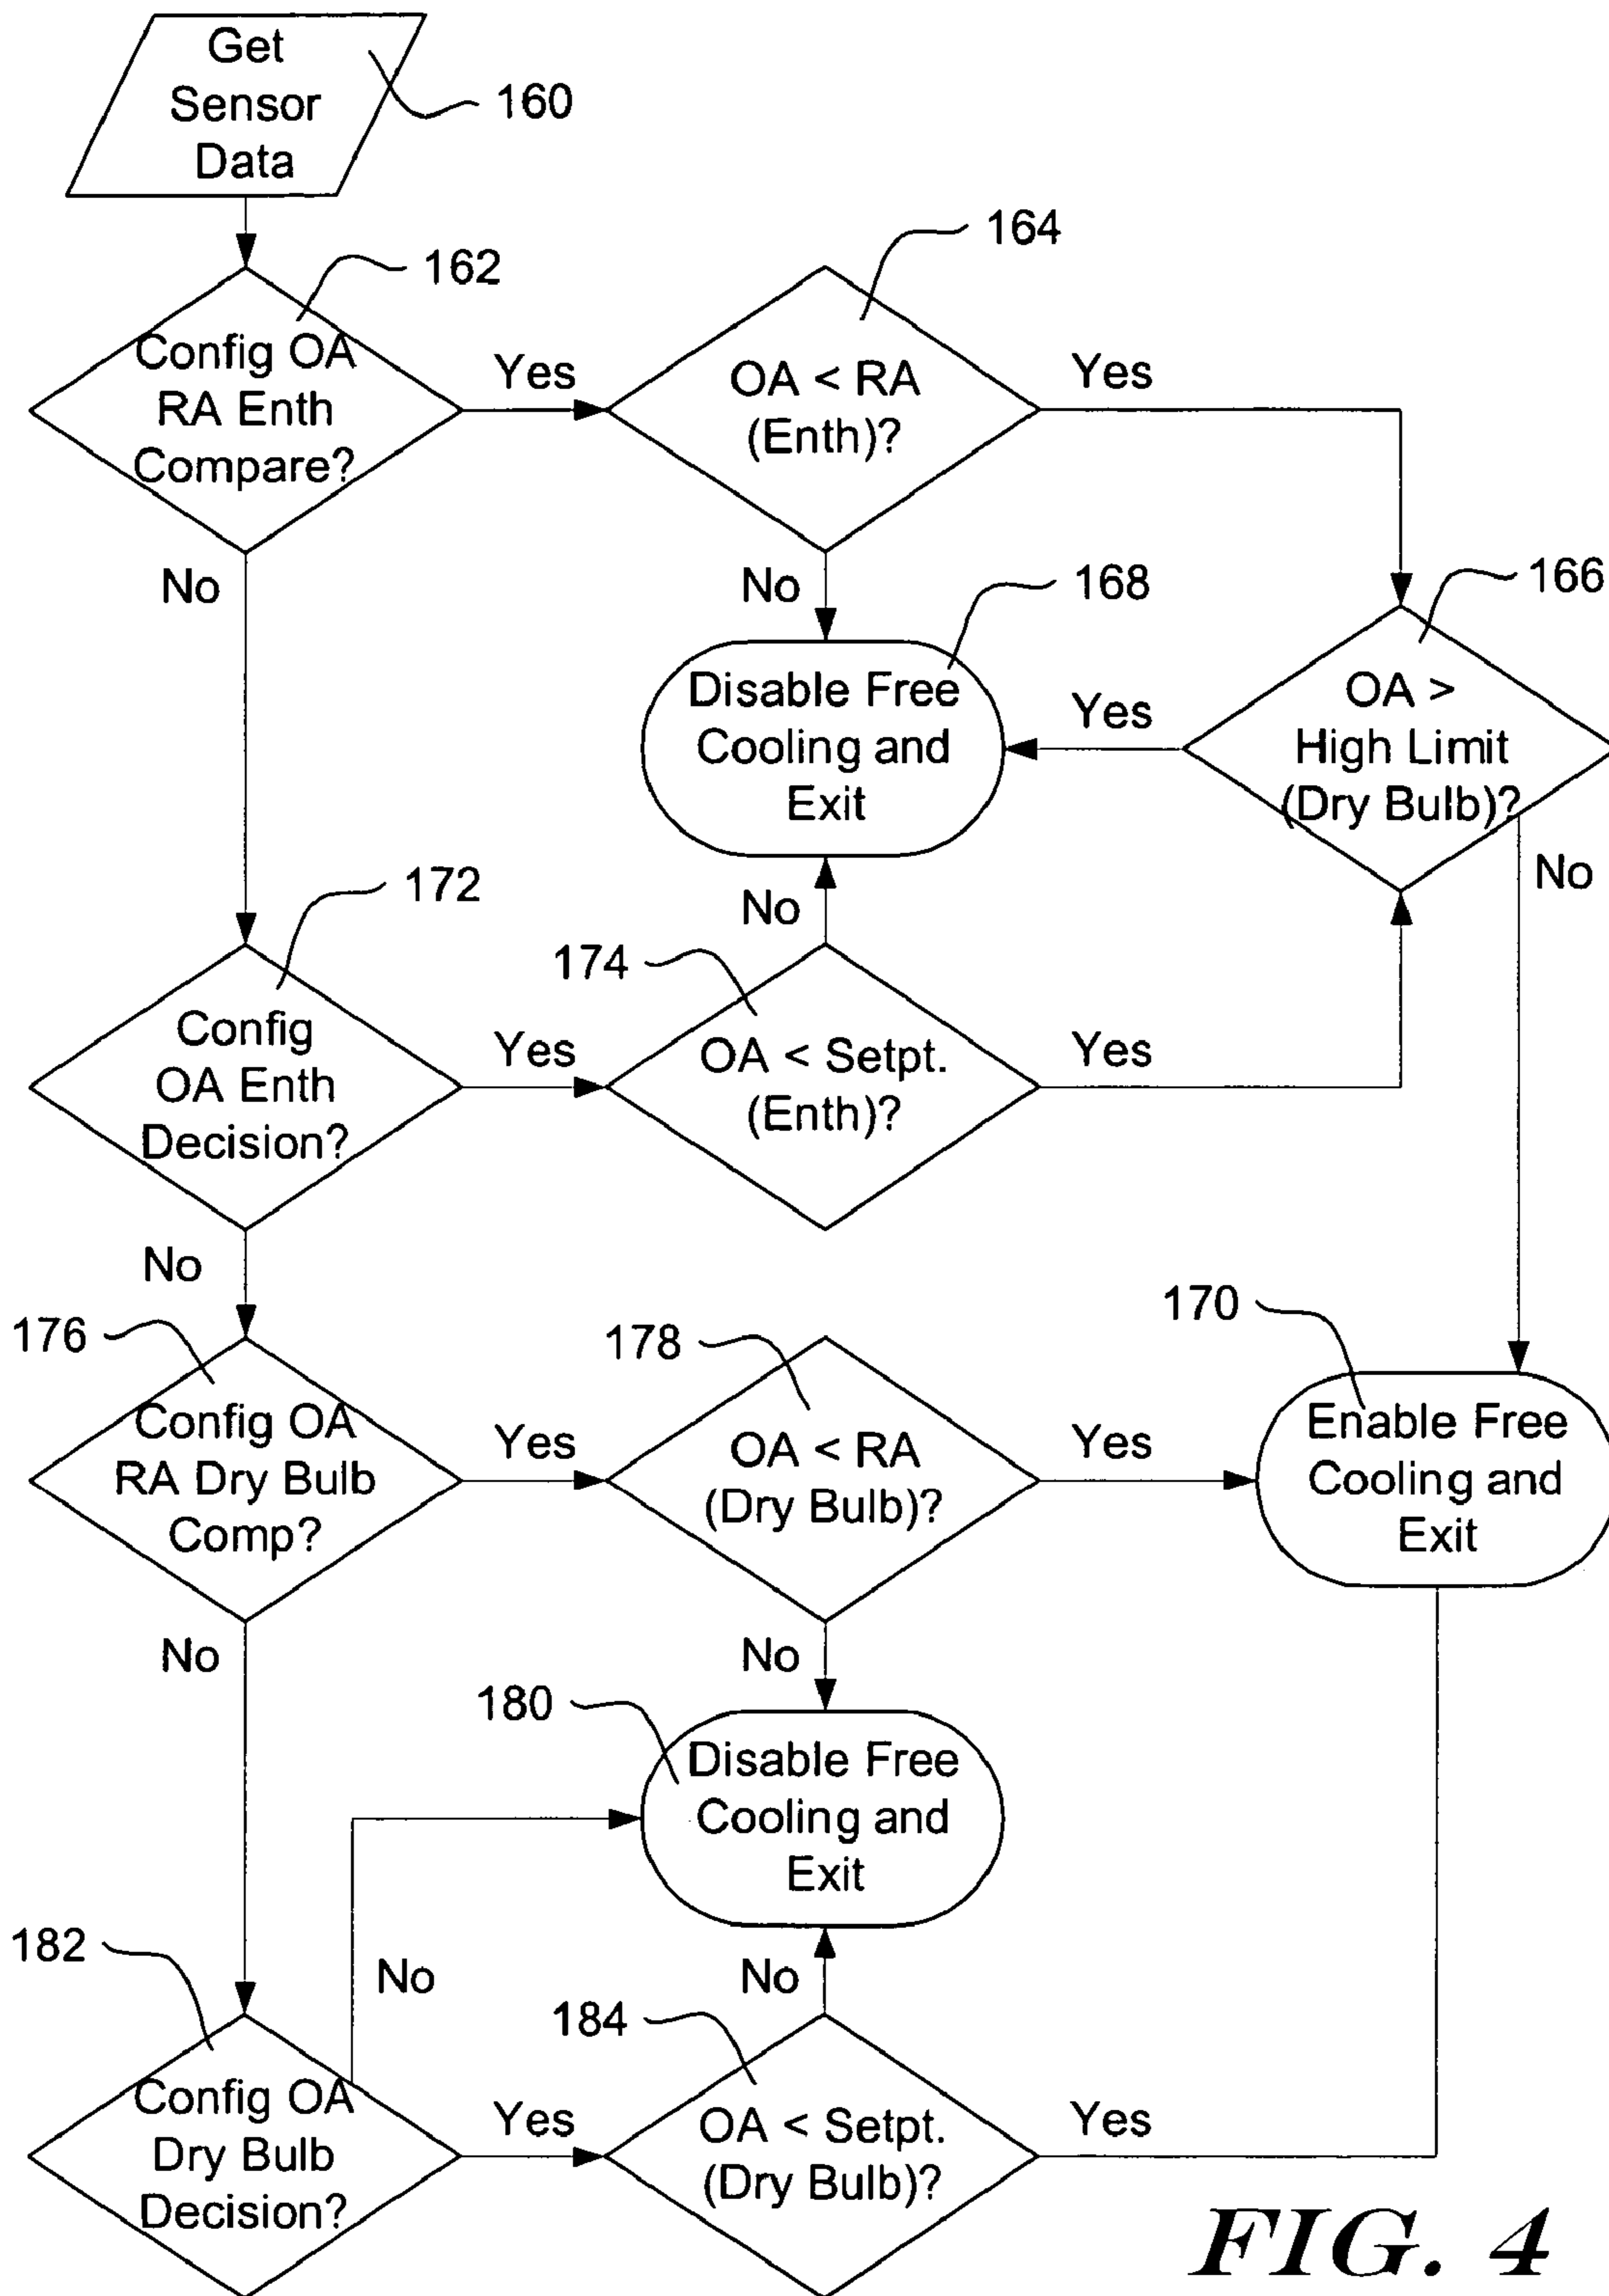 Get
Sensor
Data
160
162
Config OA
RA Enth
Compare?
Yes
No
164
OA < RA
(Enth)?
Yes
No
166
OA >
High Limit
(Dry Bulb)?
Yes
No
168
Disable Free
Cooling and
Exit
172
Config
OA Enth
Decision?
Yes
No
174
OA < Setpt.
(Enth)?
No
Yes
176
Config OA
RA Dry Bulb
Comp?
Yes
No
178
OA < RA
(Dry Bulb)?
Yes
No
170
Enable Free
Cooling and
Exit
180
Disable Free
Cooling and
Exit
182
Config OA
Dry Bulb
Decision?
No
Yes
184
OA < Setpt.
(Dry Bulb)?
No
Yes
FIG. 4